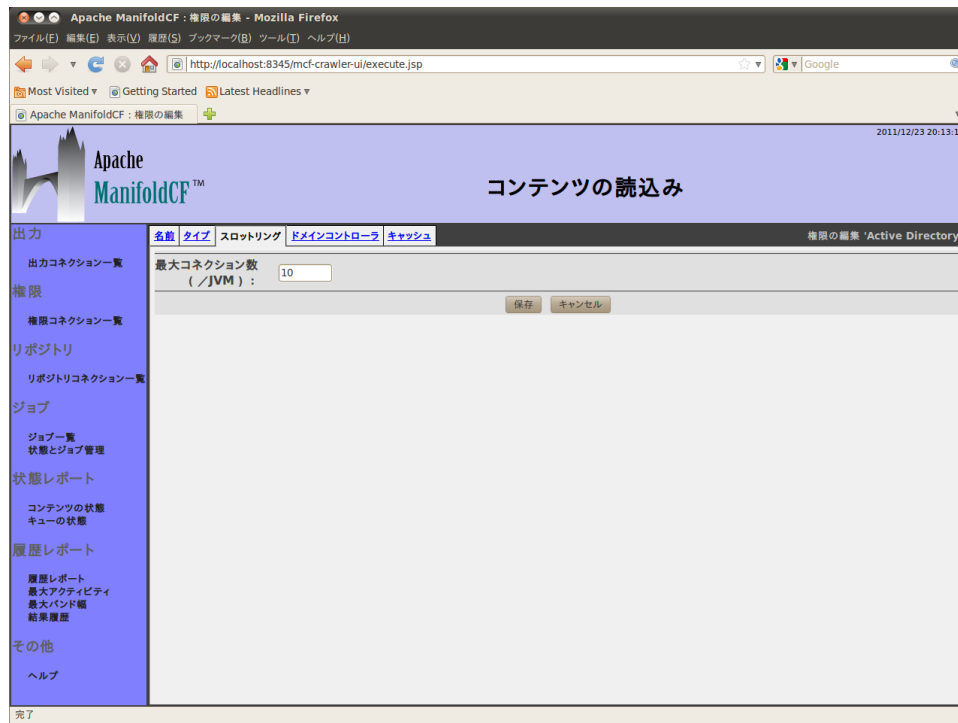 Apache ManifoldCF : 権限の編集 - Mozilla Firefox
ファイル(F) 編集(E) 表示(V) 履歴(S) ブックマーク(B) ツール(T) ヘルプ(H)
http://localhost:8345/mcf-crawler-ui/execute.jsp
Google
Most Visited Getting Started Latest Headlines
Apache ManifoldCF : 権限の編集
2011/12/23 20:13:1
Apache
ManifoldCF™
コンテンツの読込み
出力
出力コネクション一覧
権限
権限コネクション一覧
リポジトリ
リポジトリコネクション一覧
ジョブ
ジョブ一覧
状態とジョブ管理
状態レポート
コンテンツの状態
キューの状態
履歴レポート
履歴レポート
最大アクティビティ
最大バンド幅
結果履歴
その他
ヘルプ
名前 タイプ スロットリング ドメインコントローラ キャッシュ
権限の編集 'Active Directory
最大コネクション数
(／JVM)：
10
保存 キャンセル
完了